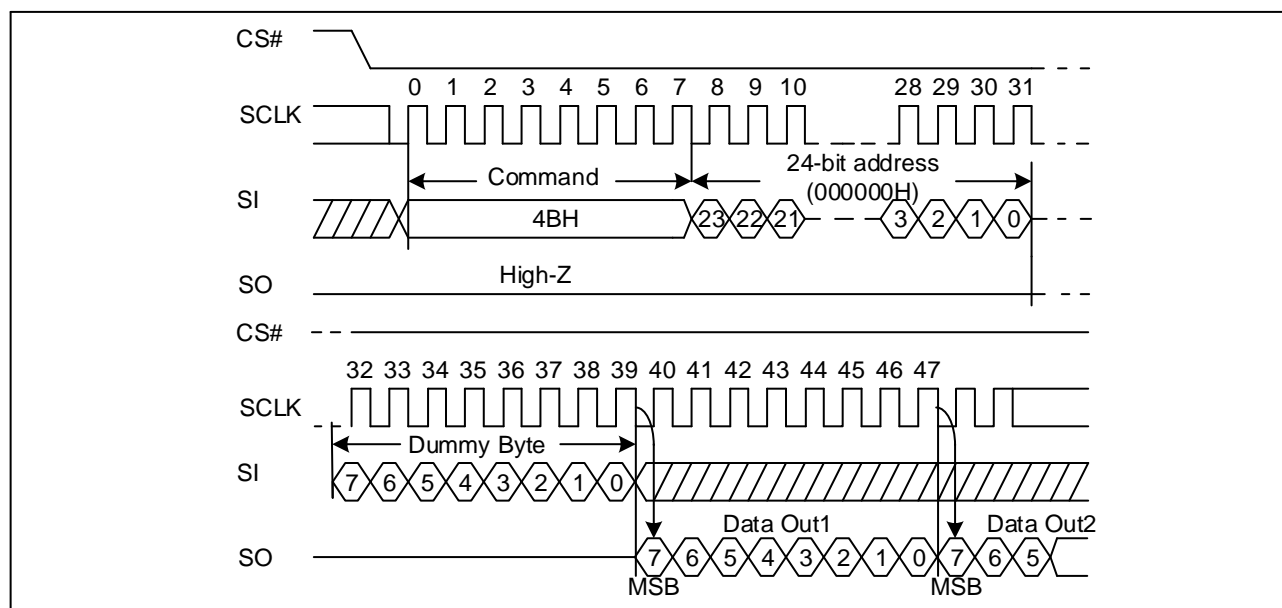 CS#
0 1 2 3 4 5 6 7 8 9 10 28 29 30 31
SCLK
Command
24-bit address
(000000H)
SI
4BH
23 22 21 3 2 1 0
High-Z
SO
CS#
32 33 34 35 36 37 38 39 40 41 42 43 44 45 46 47
SCLK
Dummy Byte
SI
7 6 5 4 3 2 1 0
Data Out1 Data Out2
SO
7 6 5 4 3 2 1 0 7 6 5
MSB MSB